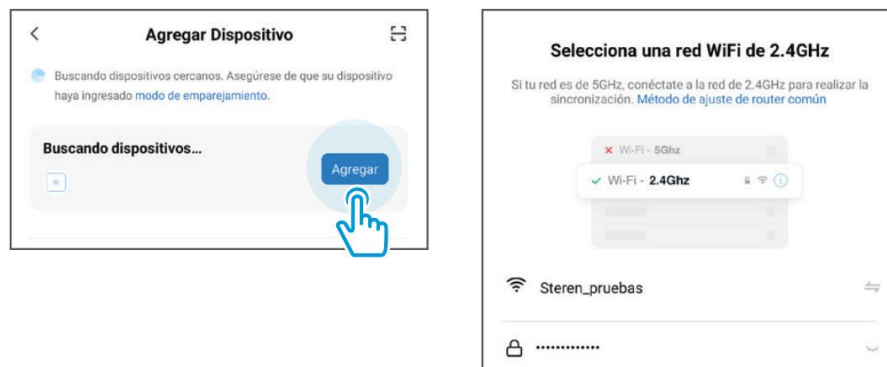 Agregar Dispositivo
Buscando dispositivos cercanos. Asegúrese de que su dispositivo
haya ingresado modo de emparejamiento.
Buscando dispositivos...
Agregar
Selecciona una red WiFi de 2.4GHz
Si tu red es de 5GHz, conéctate a la red de 2.4GHz para realizar la
sincronización. Método de ajuste de router común
Wi-Fi - 5Ghz
Wi-Fi - 2.4Ghz
Steren_pruebas
•••••••••••••